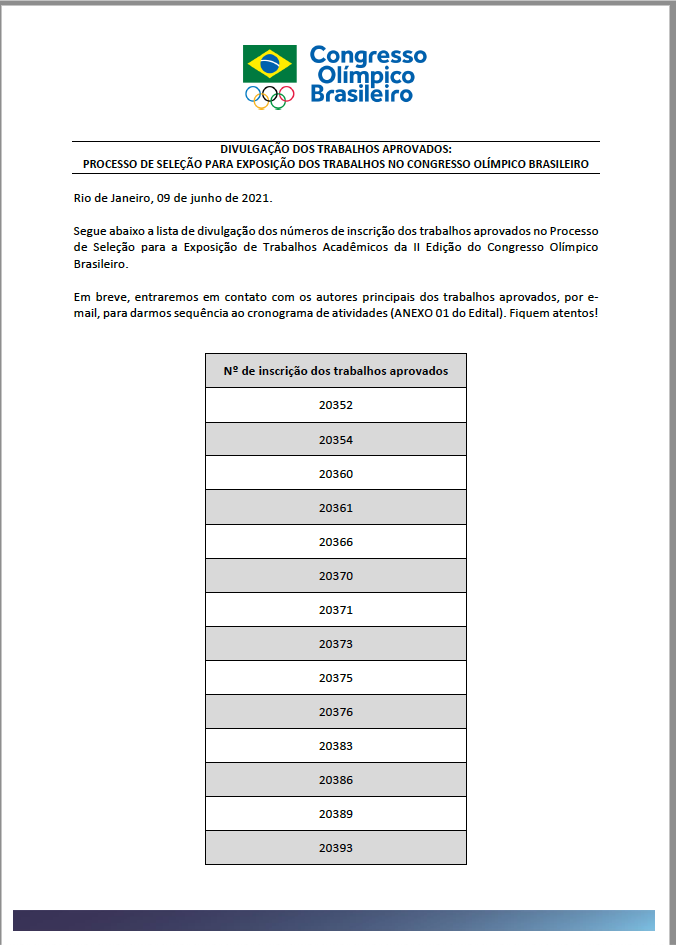 Congresso
Olímpico
Brasileiro
DIVULGAÇÃO DOS TRABALHOS APROVADOS:
PROCESSO DE SELEÇÃO PARA EXPOSIÇÃO DOS TRABALHOS NO CONGRESSO OLÍMPICO BRASILEIRO
Rio de Janeiro, 09 de junho de 2021.
Segue abaixo a lista de divulgação dos números de inscrição dos trabalhos aprovados no Processo
de Seleção para a Exposição de Trabalhos Acadêmicos da II Edição do Congresso Olímpico
Brasileiro.
Em breve, entraremos em contato com os autores principais dos trabalhos aprovados, por e-
mail, para darmos sequência ao cronograma de atividades (ANEXO 01 do Edital). Fiquem atentos!
Nº de inscrição dos trabalhos aprovados
20352
20354
20360
20361
20366
20370
20371
20373
20375
20376
20383
20386
20389
20393